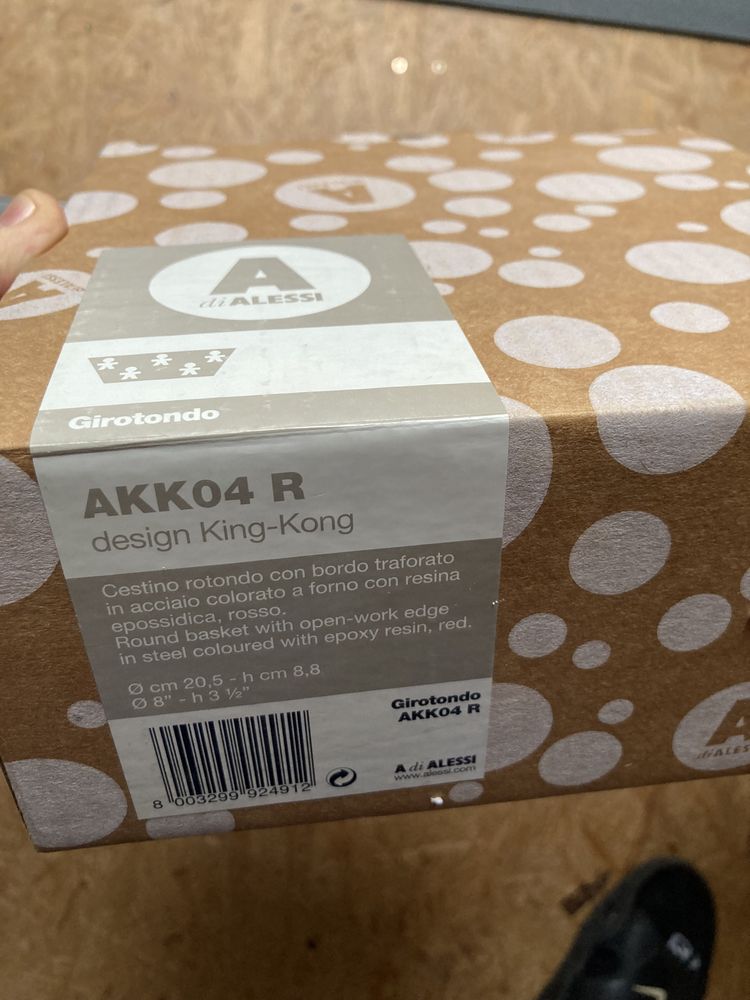 A
di ALESSI
Girotondo
AKK04 R
design King-Kong
Cestino rotondo con bordo traforato
in acciaio colorato a forno con resina
epossidica, rosso.
Round basket with open-work edge
in steel coloured with epoxy resin, red.
Ø cm 20,5 - h cm 8,8
Ø 8" - h 3 ½"
Girotondo
AKK04 R
8 003299 924912
A di ALESSI
www.alessi.com
A
di ALES